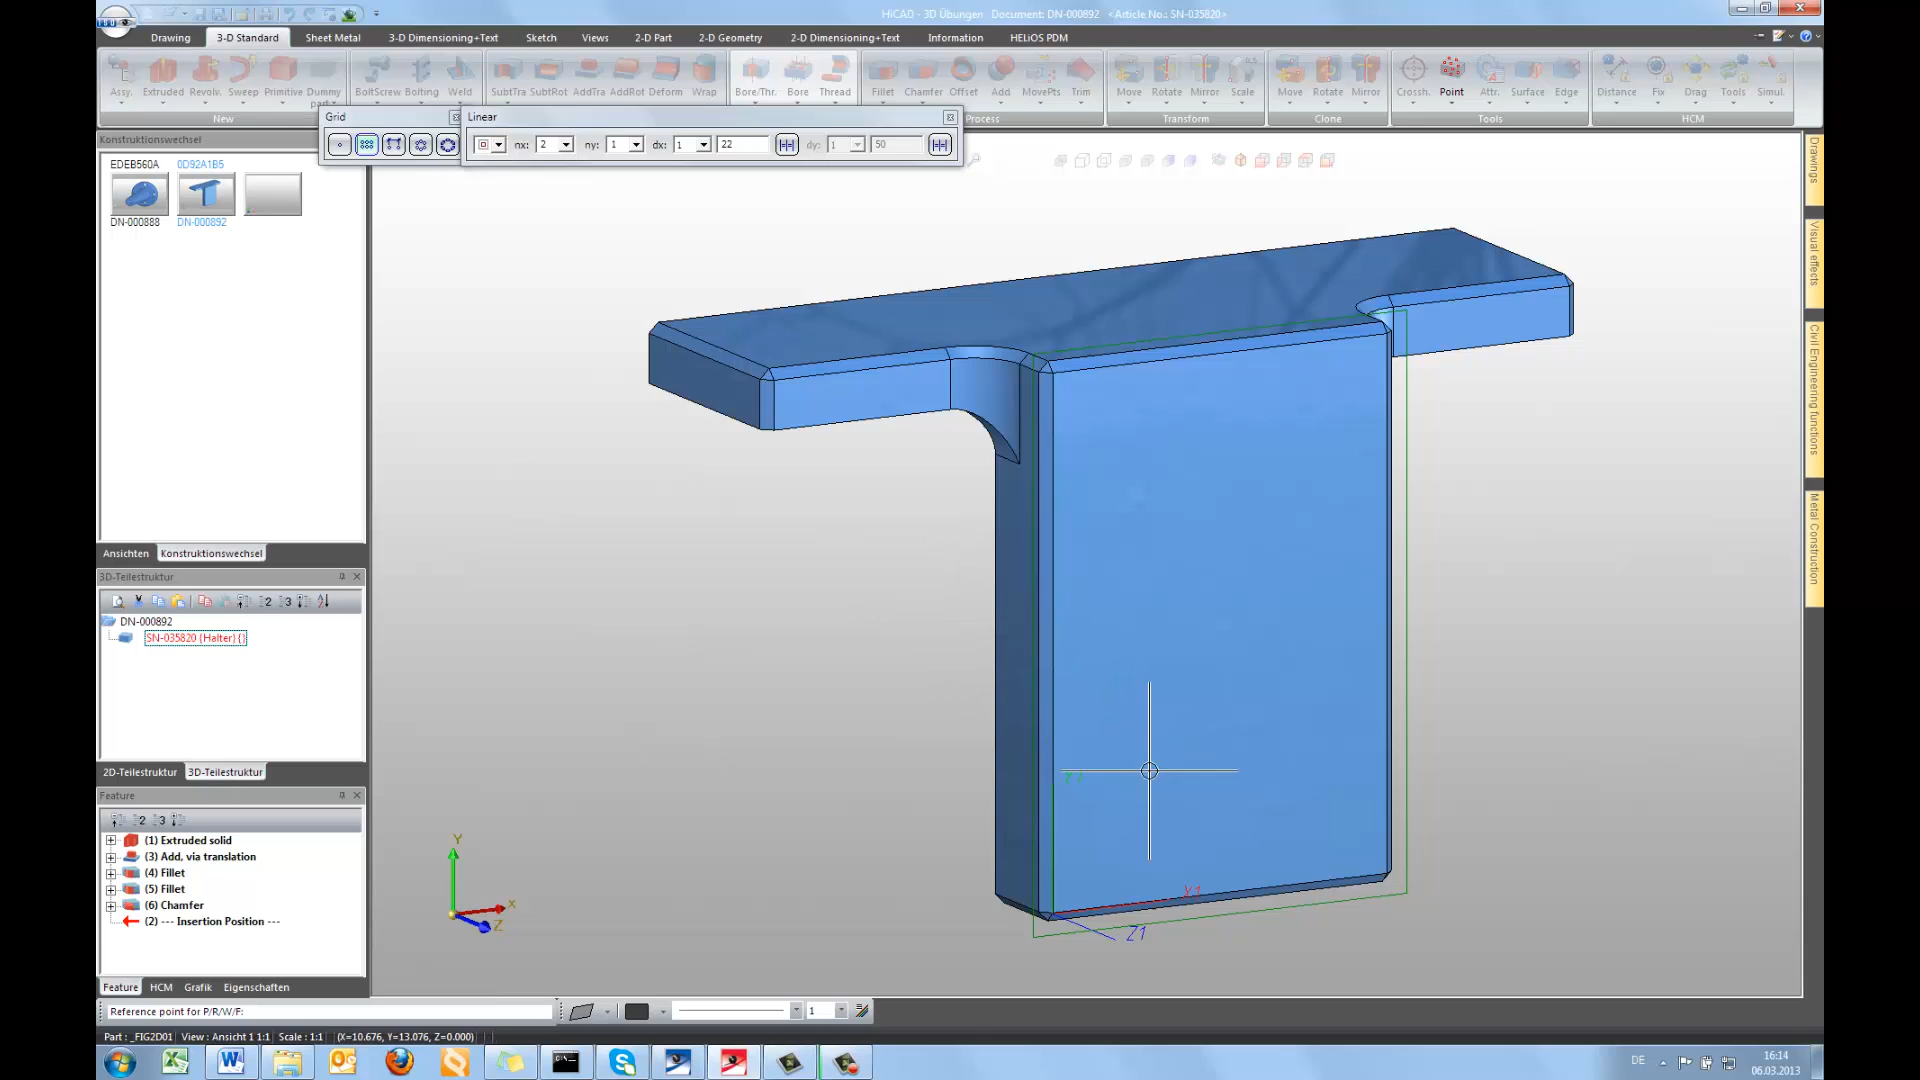 HiCAD - 3D Übungen   Document: DN-000892   <Article No.: SN-035820>
Drawing 3-D Standard Sheet Metal 3-D Dimensioning+Text Sketch Views 2-D Part 2-D Geometry 2-D Dimensioning+Text Information HELiOS PDM
Assy. Extruded Revolv. Sweep Primitive Dummy part BoltScrew Bolting Weld SubtTra SubtRot AddTra AddRot Deform Wrap Bore/Thr. Bore Thread Fillet Chamfer Offset Add MovePts Trim Move Rotate Mirror Scale Move Rotate Mirror Crossh. Point Attr. Surface Edge Distance Fix Drag Tools Simul.
New Process Transform Clone Tools HCM
Grid Linear
nx: 2 ny: 1 dx: 1 22 dy: 1 50
Konstruktionswechsel
EDEB560A 0D92A1B5
DN-000888 DN-000892
Ansichten Konstruktionswechsel
3D-Teilestruktur
2 3
DN-000892
SN-035820 {Halter} {}
2D-Teilestruktur 3D-Teilestruktur
Feature
2 3
(1) Extruded solid
(3) Add, via translation
(4) Fillet
(5) Fillet
(6) Chamfer
(2) --- Insertion Position ---
Feature HCM Grafik Eigenschaften
Y
X
Z
Z1
Drawings
Visual effects
Civil Engineering functions
Metal Construction
Reference point for P/R/W/F:
1
Part : _FIG2D01 View : Ansicht 1 1:1 Scale : 1:1 (X=10.676, Y=13.076, Z=0.000)
DE
16:14
06.03.2013